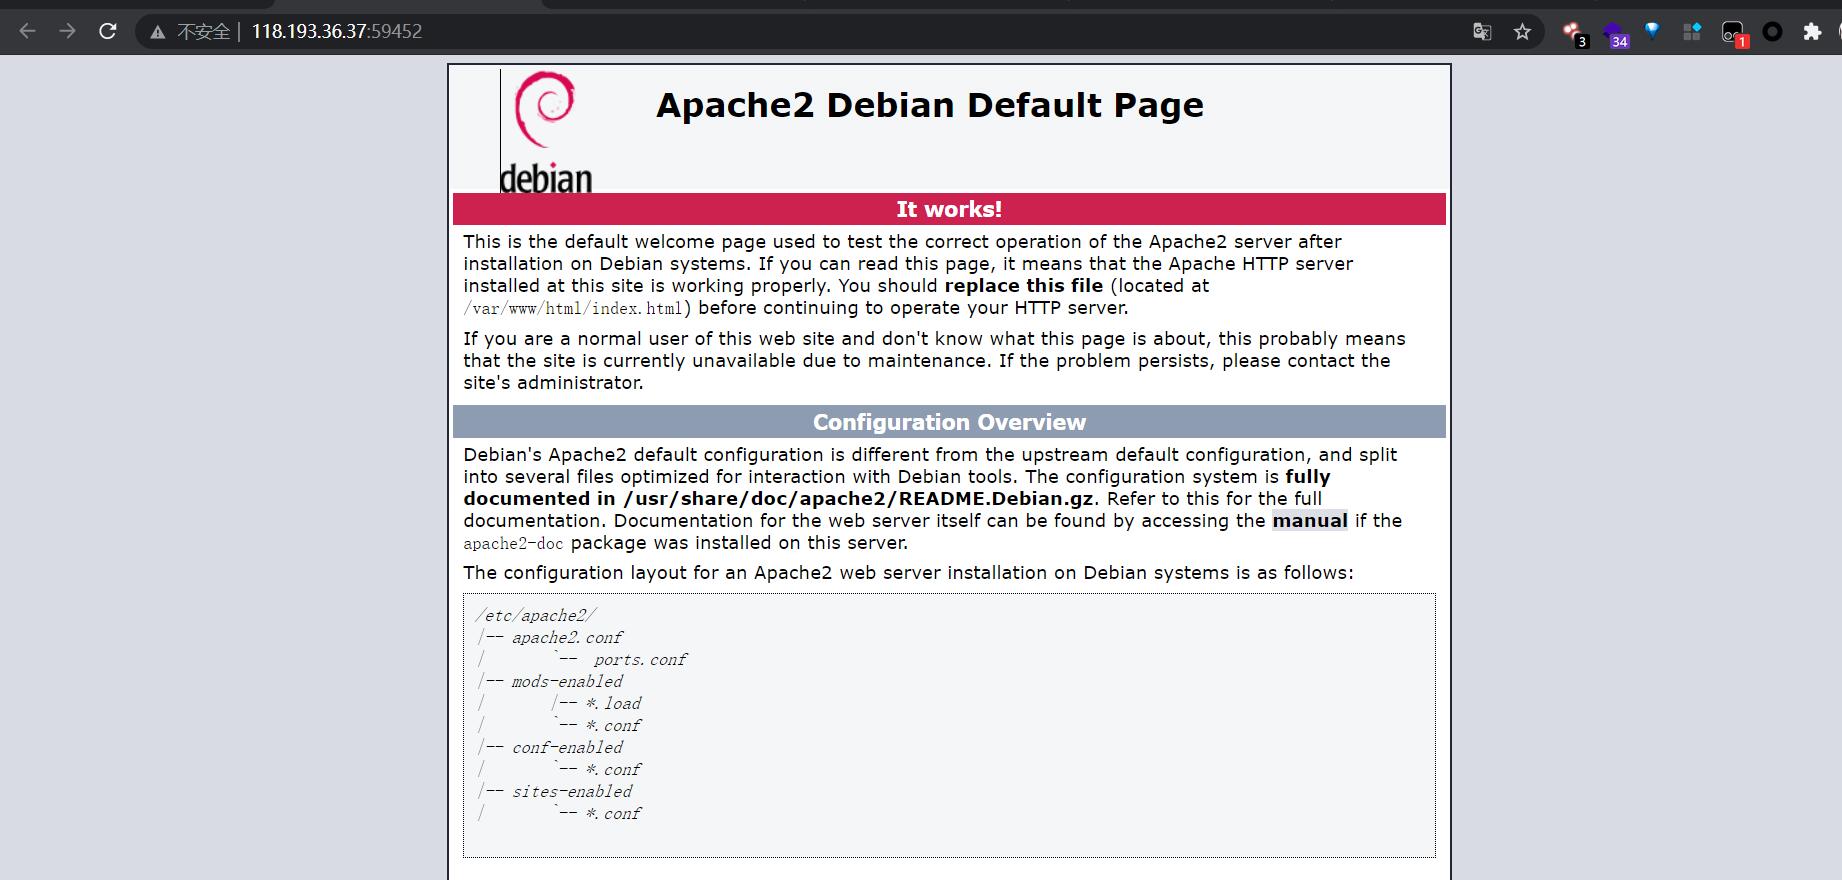 不安全 | 118.193.36.37:59452
3
34
1
debian
Apache2 Debian Default Page
It works!
This is the default welcome page used to test the correct operation of the Apache2 server after
installation on Debian systems. If you can read this page, it means that the Apache HTTP server
installed at this site is working properly. You should replace this file (located at
/var/www/html/index.html) before continuing to operate your HTTP server.
If you are a normal user of this web site and don't know what this page is about, this probably means
that the site is currently unavailable due to maintenance. If the problem persists, please contact the
site's administrator.
Configuration Overview
Debian's Apache2 default configuration is different from the upstream default configuration, and split
into several files optimized for interaction with Debian tools. The configuration system is fully
documented in /usr/share/doc/apache2/README.Debian.gz. Refer to this for the full
documentation. Documentation for the web server itself can be found by accessing the manual if the
apache2-doc package was installed on this server.
The configuration layout for an Apache2 web server installation on Debian systems is as follows:
/etc/apache2/
|-- apache2.conf
|       `--  ports.conf
|-- mods-enabled
|       |-- *.load
|       `-- *.conf
|-- conf-enabled
|       `-- *.conf
|-- sites-enabled
|       `-- *.conf